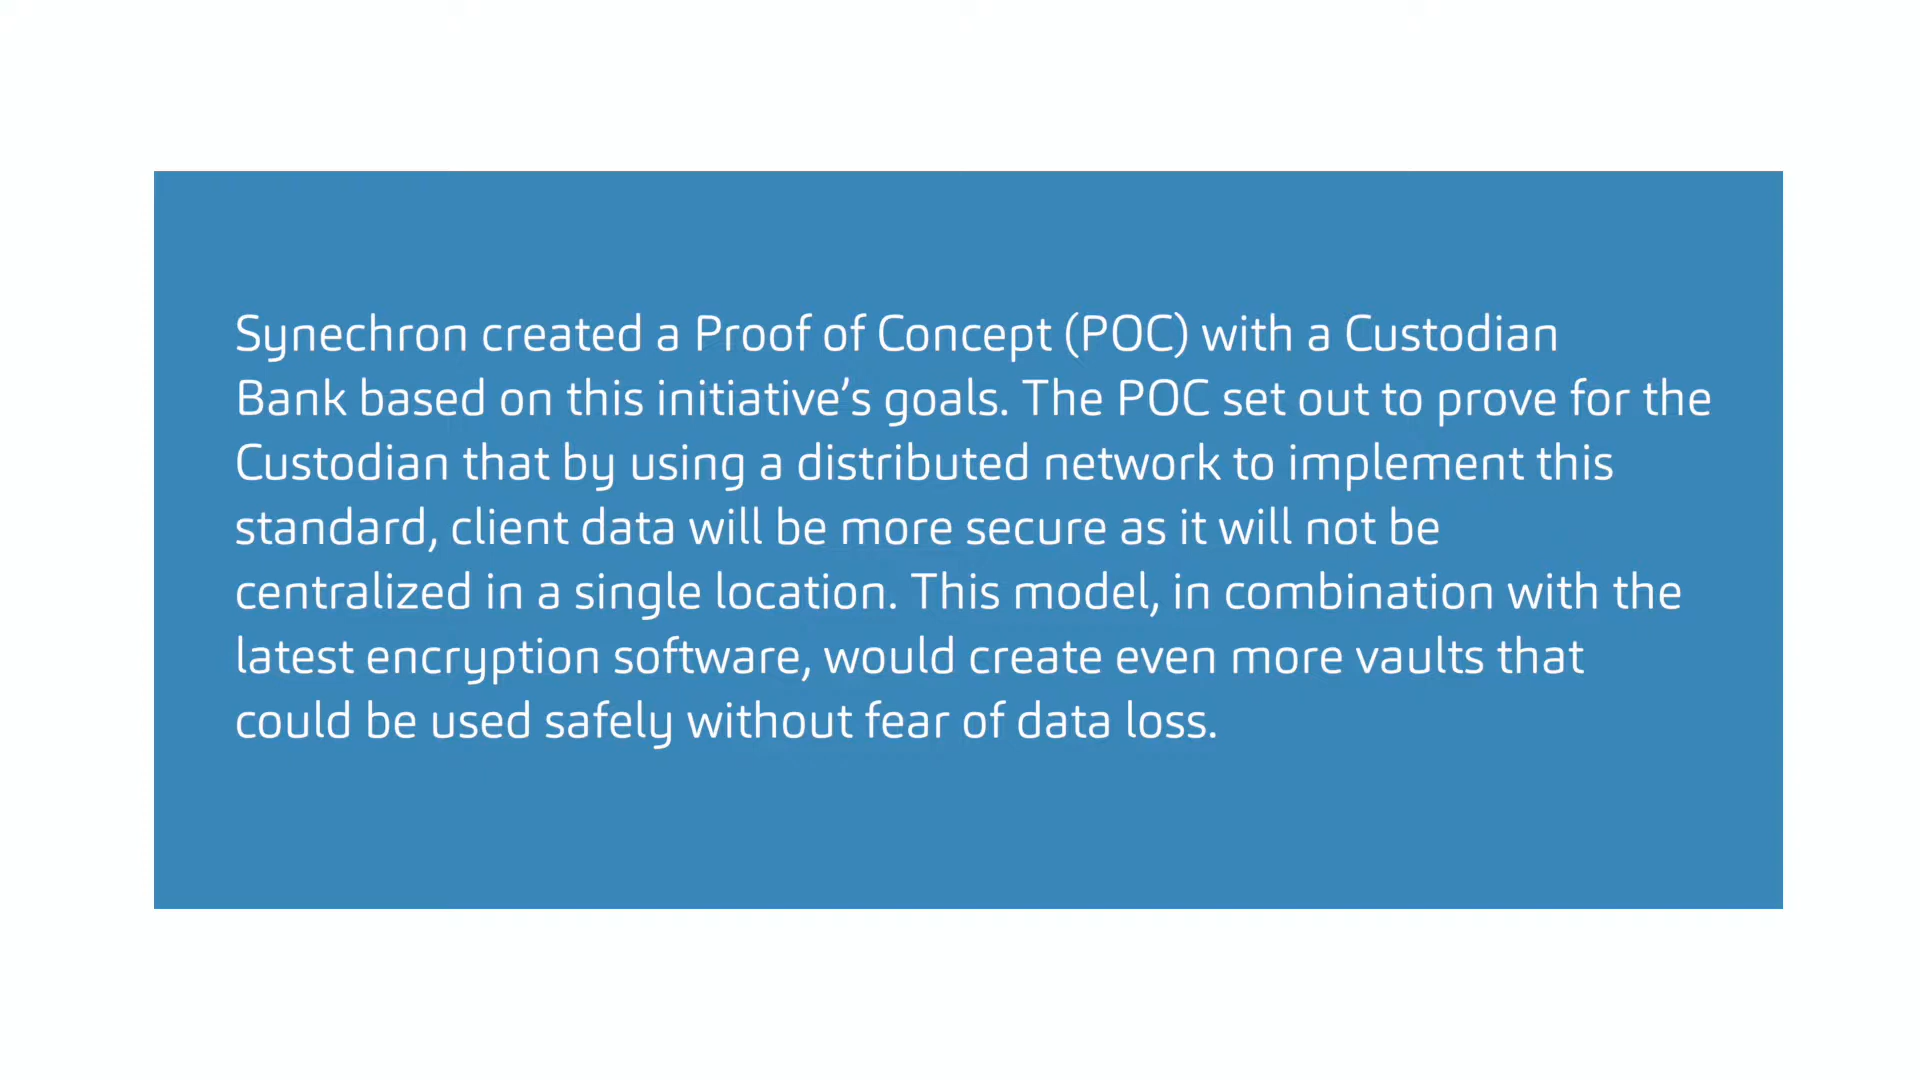 Synechron created a Proof of Concept (POC) with a Custodian
Bank based on this initiative’s goals. The POC set out to prove for the
Custodian that by using a distributed network to implement this
standard, client data will be more secure as it will not be
centralized in a single location. This model, in combination with the
latest encryption software, would create even more vaults that
could be used safely without fear of data loss.